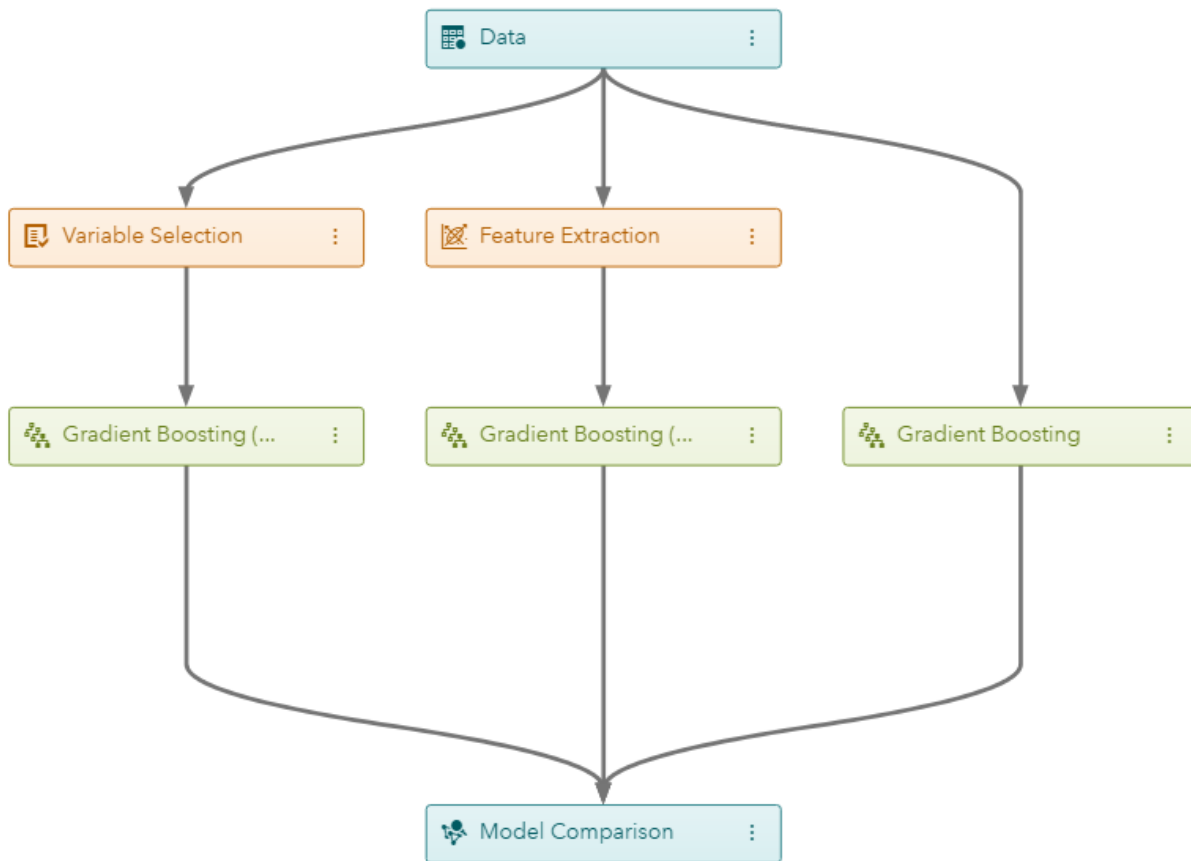 Data
Variable Selection
Feature Extraction
Gradient Boosting (...
Gradient Boosting (...
Gradient Boosting
Model Comparison